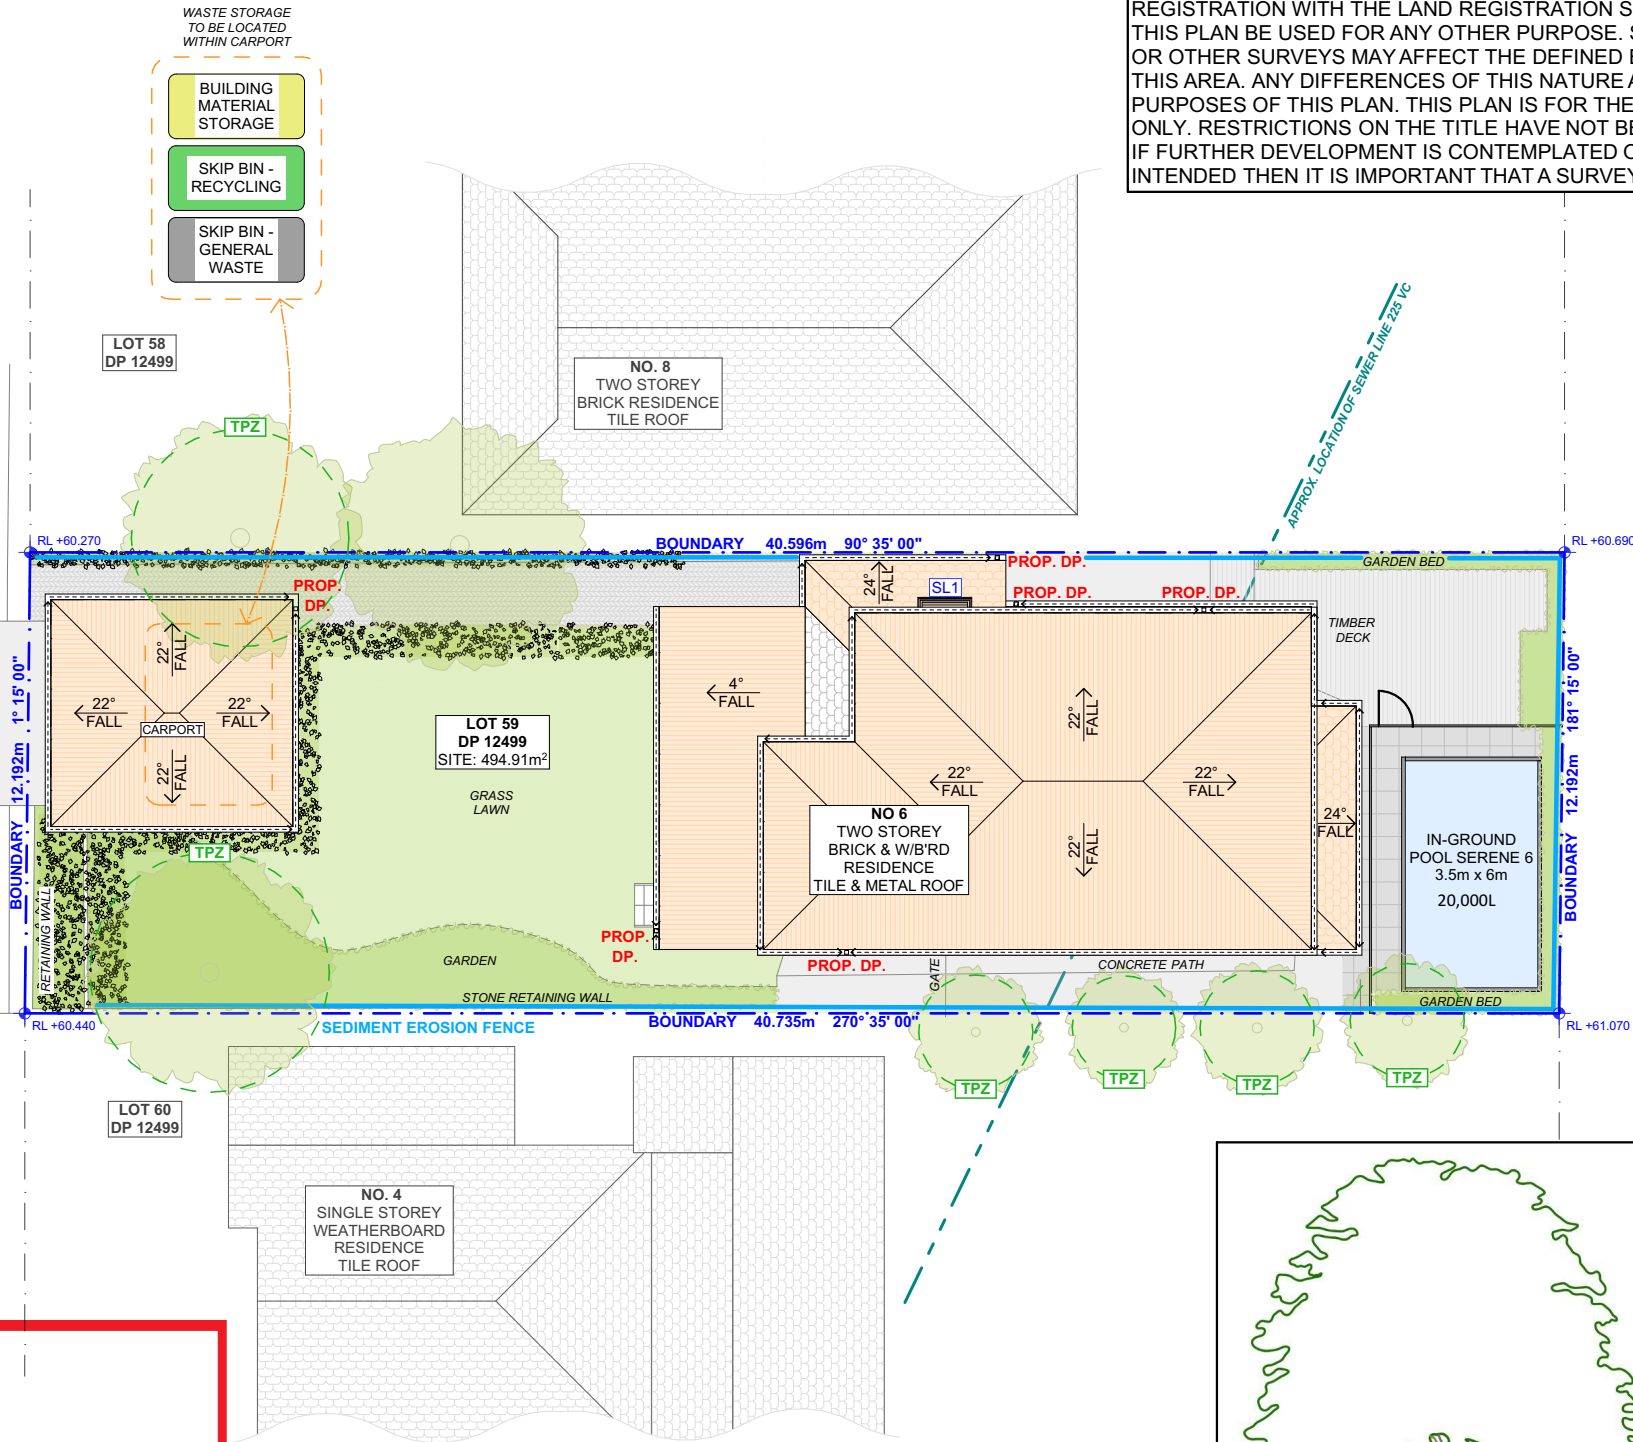 WASTE STORAGE
TO BE LOCATED
WITHIN CARPORT
BUILDING
MATERIAL
STORAGE
SKIP BIN -
RECYCLING
SKIP BIN -
GENERAL
WASTE
REGISTRATION WITH THE LAND REGISTRATION
THIS PLAN BE USED FOR ANY OTHER PURPOSE.
OR OTHER SURVEYS MAY AFFECT THE DEFINED
THIS AREA. ANY DIFFERENCES OF THIS NATURE
PURPOSES OF THIS PLAN. THIS PLAN IS FOR THE
ONLY. RESTRICTIONS ON THE TITLE HAVE NOT
IF FURTHER DEVELOPMENT IS CONTEMPLATED
INTENDED THEN IT IS IMPORTANT THAT A
LOT 58
DP 12499
NO. 8
TWO STOREY
BRICK RESIDENCE
TILE ROOF
APPROX. LOCATION OF SEWER LINE 225 VC
TPZ
RL +60.270
BOUNDARY 40.596m 90° 35' 00"
RL +60.690
PROP. DP.
GARDEN BED
PROP.
DP.
24°
FALL
SL1
PROP. DP.
PROP. DP.
TIMBER
DECK
22°
FALL
22°
FALL
22°
FALL
CARPORT
22°
FALL
BOUNDARY 12.192m 1° 15' 00"
LOT 59
DP 12499
SITE: 494.91m²
GRASS
LAWN
4°
FALL
22°
FALL
22°
FALL
22°
FALL
22°
FALL
24°
FALL
NO 6
TWO STOREY
BRICK & W/B'RD
RESIDENCE
TILE & METAL ROOF
IN-GROUND
POOL SERENE 6
3.5m x 6m
20,000L
BOUNDARY 12.192m 181° 15' 00"
TPZ
RETAINING WALL
GARDEN
PROP.
DP.
PROP. DP.
GATE
CONCRETE PATH
STONE RETAINING WALL
GARDEN BED
RL +60.440
SEDIMENT EROSION FENCE
BOUNDARY 40.735m 270° 35' 00"
RL +61.070
TPZ
TPZ
TPZ
TPZ
LOT 60
DP 12499
NO. 4
SINGLE STOREY
WEATHERBOARD
RESIDENCE
TILE ROOF